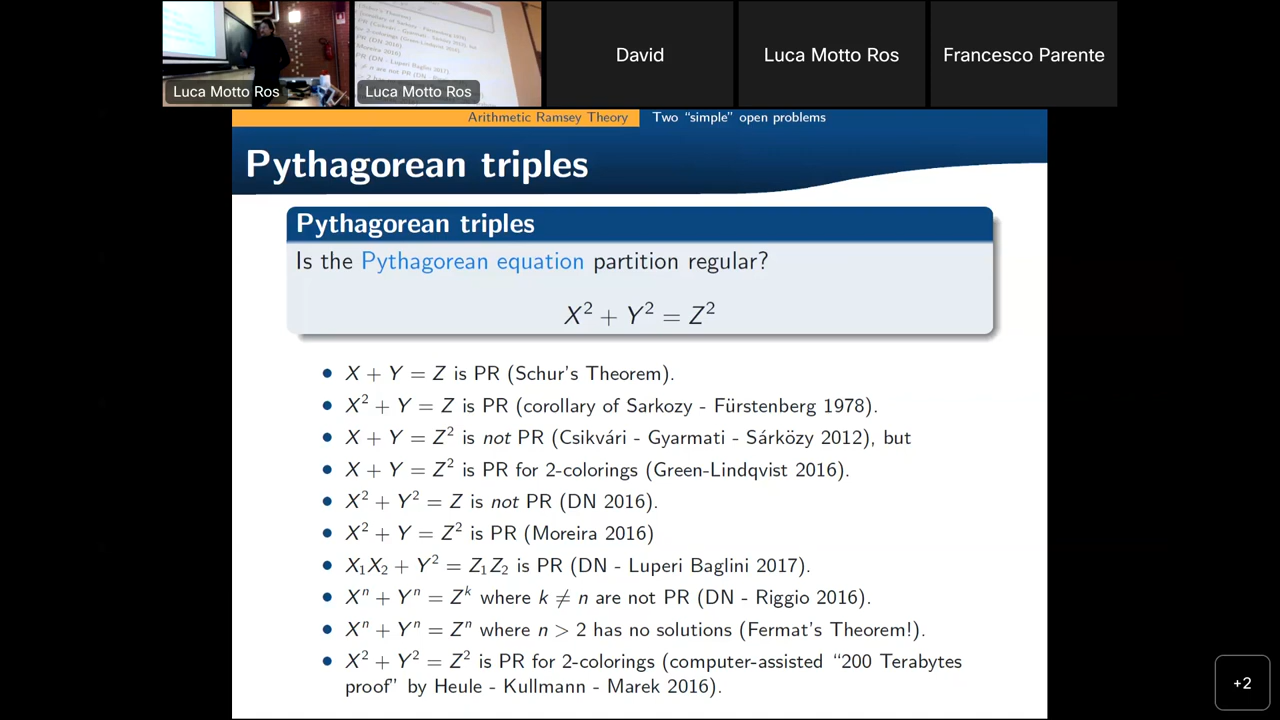 David
Luca Motto Ros
Francesco Parente
Luca Motto Ros
Luca Motto Ros
Arithmetic Ramsey Theory Two “simple” open problems
Pythagorean triples
Pythagorean triples
Is the Pythagorean equation partition regular?
X² + Y² = Z²
• X + Y = Z is PR (Schur's Theorem).
• X² + Y = Z is PR (corollary of Sarkozy - Fürstenberg 1978).
• X + Y = Z² is not PR (Csikvári - Gyarmati - Sárközy 2012), but
• X + Y = Z² is PR for 2-colorings (Green-Lindqvist 2016).
• X² + Y² = Z is not PR (DN 2016).
• X² + Y = Z² is PR (Moreira 2016)
• X₁X₂ + Y² = Z₁Z₂ is PR (DN - Luperi Baglini 2017).
• Xⁿ + Yⁿ = Zᵏ where k ≠ n are not PR (DN - Riggio 2016).
• Xⁿ + Yⁿ = Zⁿ where n > 2 has no solutions (Fermat's Theorem!).
• X² + Y² = Z² is PR for 2-colorings (computer-assisted “200 Terabytes
proof” by Heule - Kullmann - Marek 2016).
+2